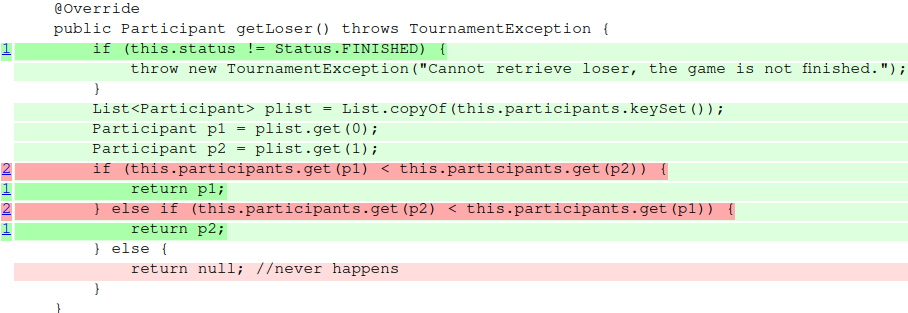 @Override
public Participant getLoser() throws TournamentException {
1 if (this.status != Status.FINISHED) {
throw new TournamentException("Cannot retrieve loser, the game is not finished.");
}
List<Participant> plist = List.copyOf(this.participants.keySet());
Participant p1 = plist.get(0);
Participant p2 = plist.get(1);
2 if (this.participants.get(p1) < this.participants.get(p2)) {
1 return p1;
2 } else if (this.participants.get(p2) < this.participants.get(p1)) {
1 return p2;
} else {
return null; //never happens
}
}